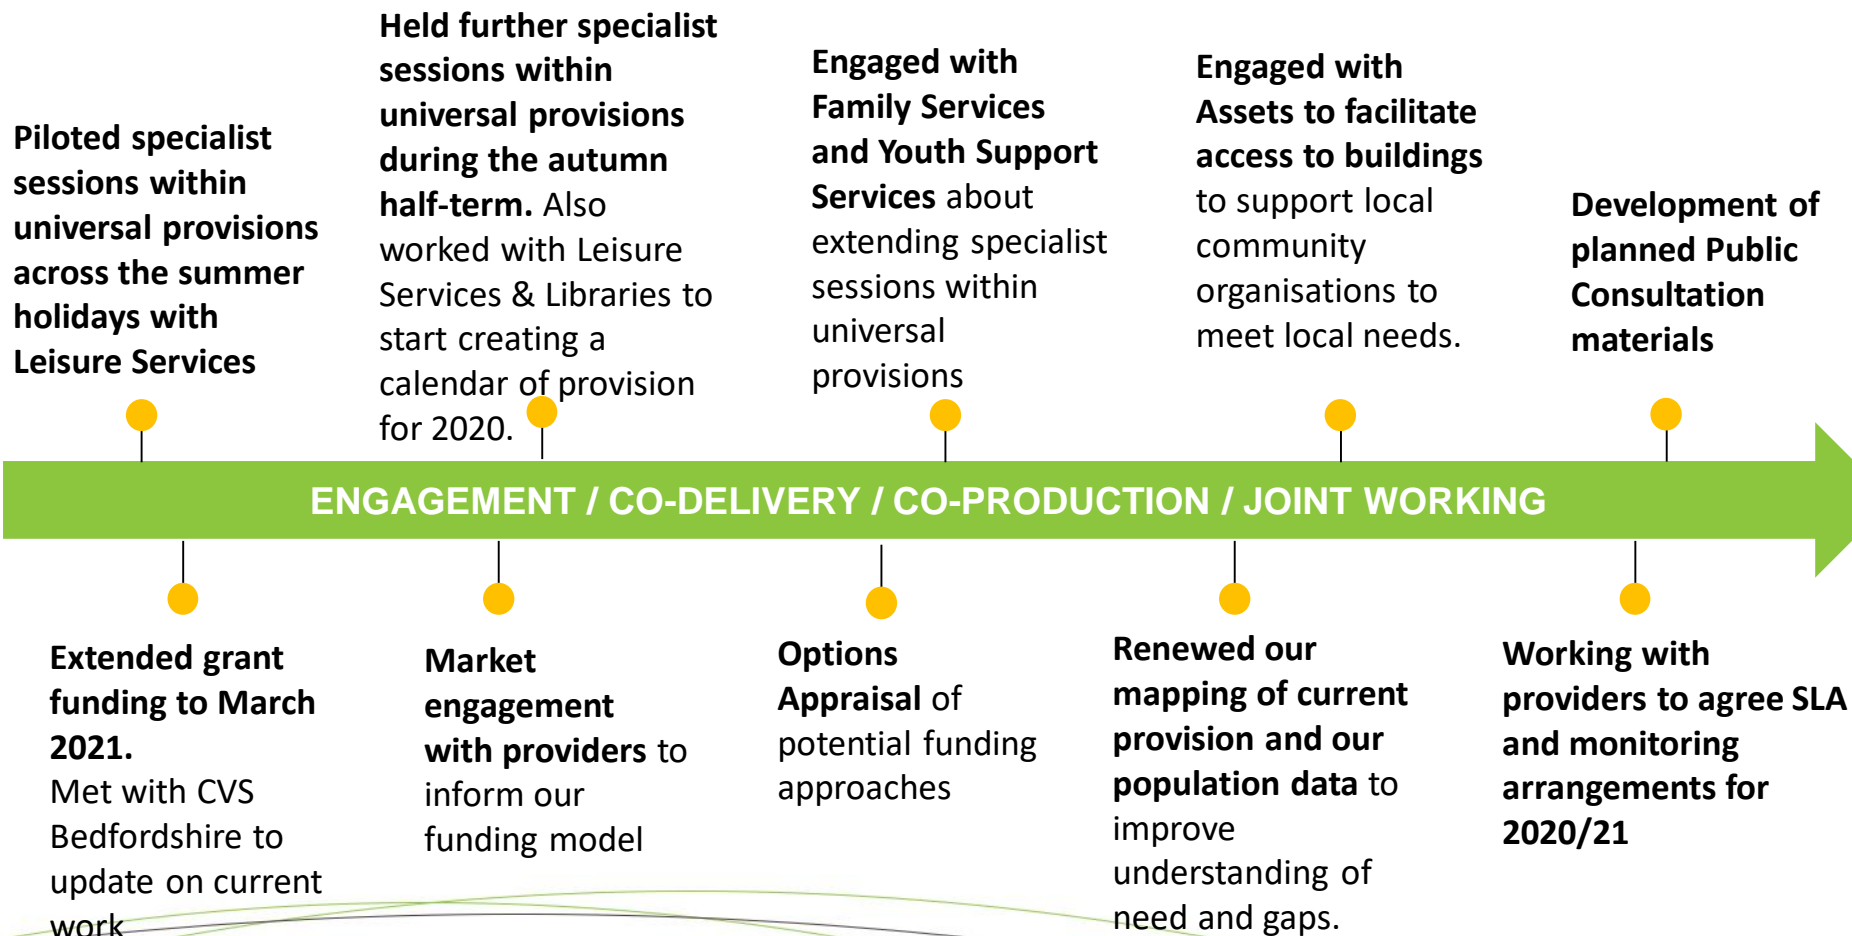 Piloted specialist
sessions within
universal provisions
across the summer
holidays with
Leisure Services
Held further specialist
sessions within
universal provisions
during the autumn
half-term. Also
worked with Leisure
Services & Libraries to
start creating a
calendar of provision
for 2020.
Engaged with
Family Services
and Youth Support
Services about
extending specialist
sessions within
universal
provisions
Engaged with
Assets to facilitate
access to buildings
to support local
community
organisations to
meet local needs.
Development of
planned Public
Consultation
materials
ENGAGEMENT / CO-DELIVERY / CO-PRODUCTION / JOINT WORKING
Extended grant
funding to March
2021.
Met with CVS
Bedfordshire to
update on current
work
Market
engagement
with providers to
inform our
funding model
Options
Appraisal of
potential funding
approaches
Renewed our
mapping of current
provision and our
population data to
improve
understanding of
need and gaps.
Working with
providers to agree SLA
and monitoring
arrangements for
2020/21